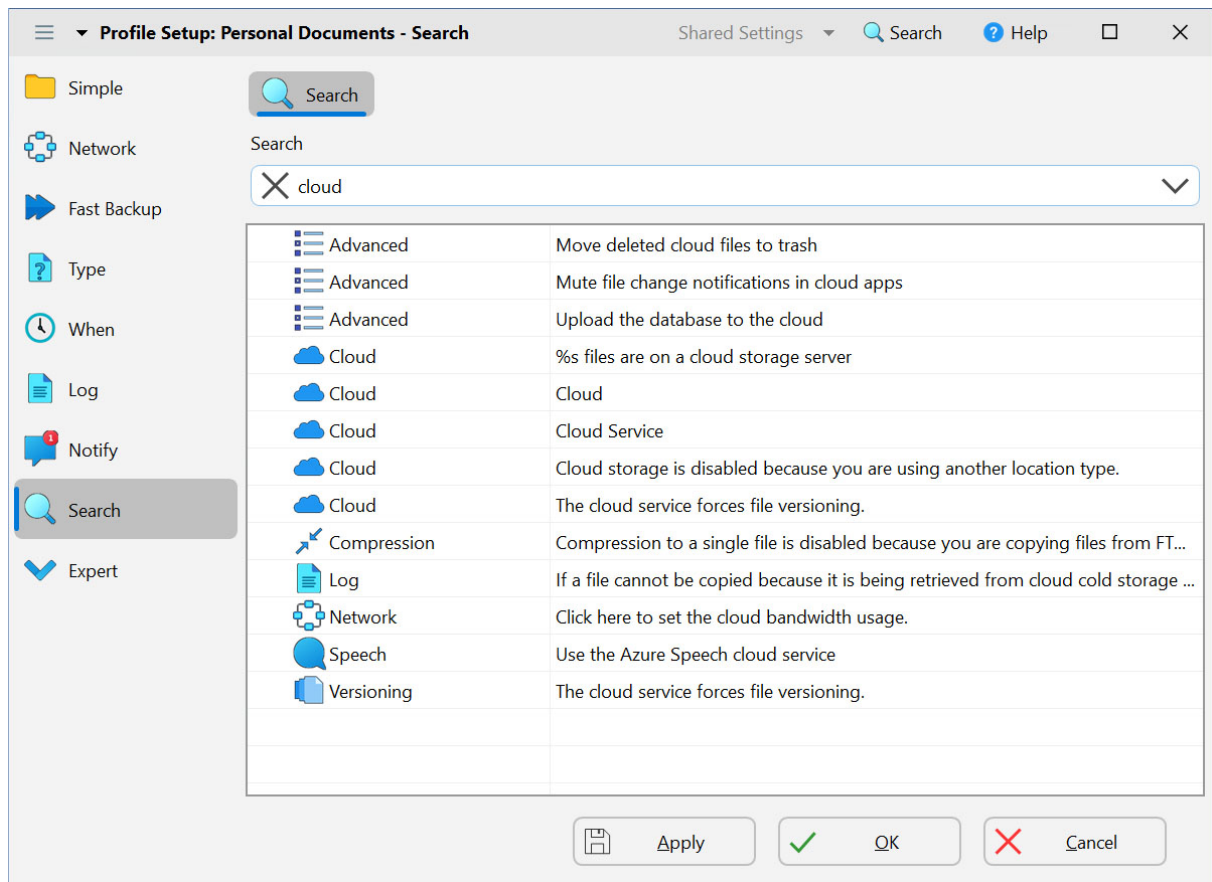 Profile Setup: Personal Documents - Search
Shared Settings
Search
Help
Simple
Network
Fast Backup
Type
When
Log
Notify
1
Search
Expert
Search
Search
cloud
Advanced Move deleted cloud files to trash
Advanced Mute file change notifications in cloud apps
Advanced Upload the database to the cloud
Cloud %s files are on a cloud storage server
Cloud Cloud
Cloud Cloud Service
Cloud Cloud storage is disabled because you are using another location type.
Cloud The cloud service forces file versioning.
Compression Compression to a single file is disabled because you are copying files from FT...
Log If a file cannot be copied because it is being retrieved from cloud cold storage ...
Network Click here to set the cloud bandwidth usage.
Speech Use the Azure Speech cloud service
Versioning The cloud service forces file versioning.
Apply
OK
Cancel